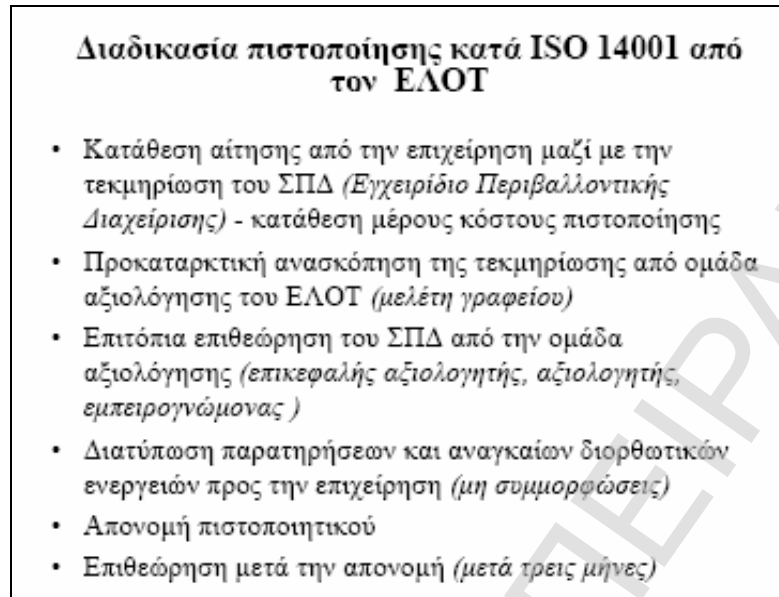 Διαδικασία πιστοποίησης κατά ISO 14001 από
τον ΕΛΟΤ
• Κατάθεση αίτησης από την επιχείρηση μαζί με την
τεκμηρίωση του ΣΠΔ (Εγχειρίδιο Περιβαλλοντικής
Διαχείρισης) - κατάθεση μέρους κόστους πιστοποίησης
• Προκαταρκτική ανασκόπηση της τεκμηρίωσης από ομάδα
αξιολόγησης του ΕΛΟΤ (μελέτη γραφείου)
• Επιτόπια επιθεώρηση του ΣΠΔ από την ομάδα
αξιολόγησης (επικεφαλής αξιολογητής, αξιολογητής,
εμπειρογνώμονας )
• Διατύπωση παρατηρήσεων και αναγκαίων διορθωτικών
ενεργειών προς την επιχείρηση (μη συμμορφώσεις)
• Απονομή πιστοποιητικού
• Επιθεώρηση μετά την απονομή (μετά τρεις μήνες)